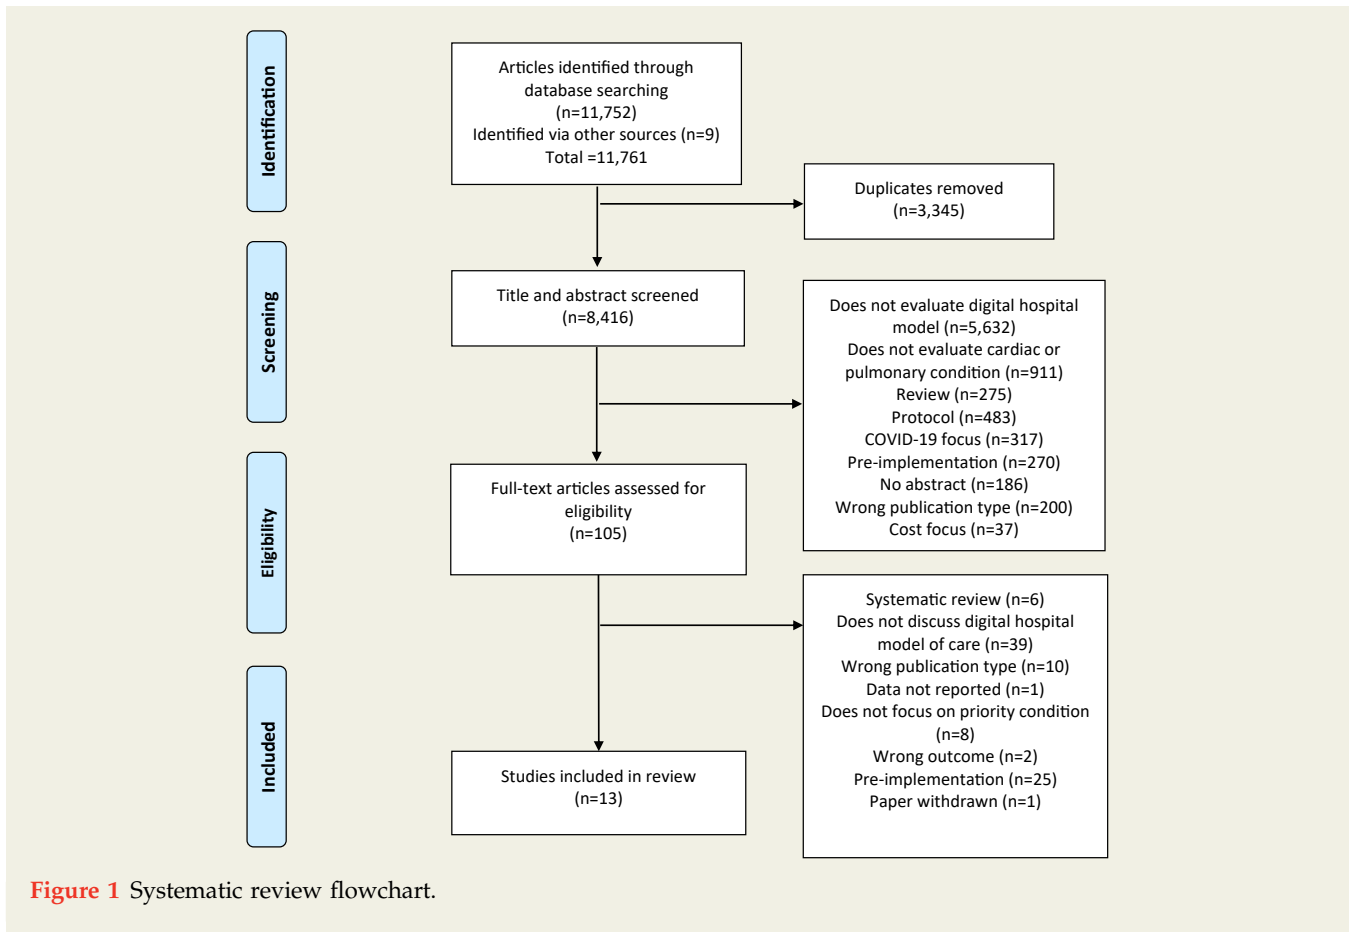 Identification
Articles identified through
database searching
(n=11,752)
Identified via other sources (n=9)
Total =11,761
Duplicates removed
(n=3,345)
Screening
Title and abstract screened
(n=8,416)
Does not evaluate digital hospital
model (n=5,632)
Does not evaluate cardiac or
pulmonary condition (n=911)
Review (n=275)
Protocol (n=483)
COVID-19 focus (n=317)
Pre-implementation (n=270)
No abstract (n=186)
Wrong publication type (n=200)
Cost focus (n=37)
Eligibility
Full-text articles assessed for
eligibility
(n=105)
Systematic review (n=6)
Does not discuss digital hospital
model of care (n=39)
Wrong publication type (n=10)
Data not reported (n=1)
Does not focus on priority condition
(n=8)
Wrong outcome (n=2)
Pre-implementation (n=25)
Paper withdrawn (n=1)
Included
Studies included in review
(n=13)
Figure 1 Systematic review flowchart.